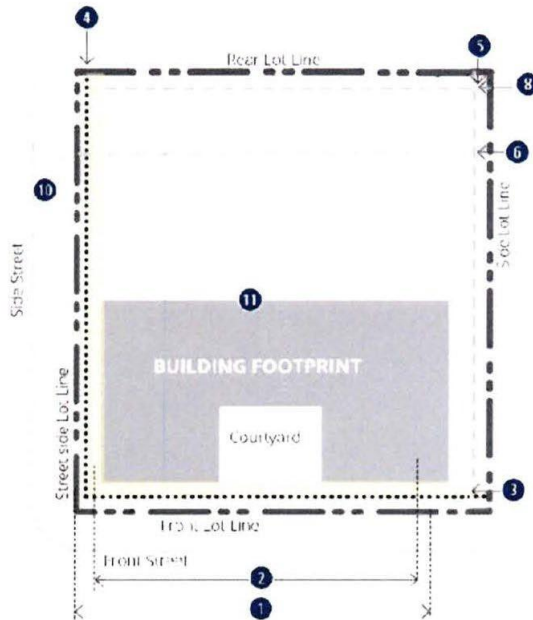 4
Rear Lot Line
5
8
6
10
Side Street
Side Lot Line
11
BUILDING FOOTPRINT
Courtyard
Street side Lot Line
3
Front Lot Line
Front Street
2
1